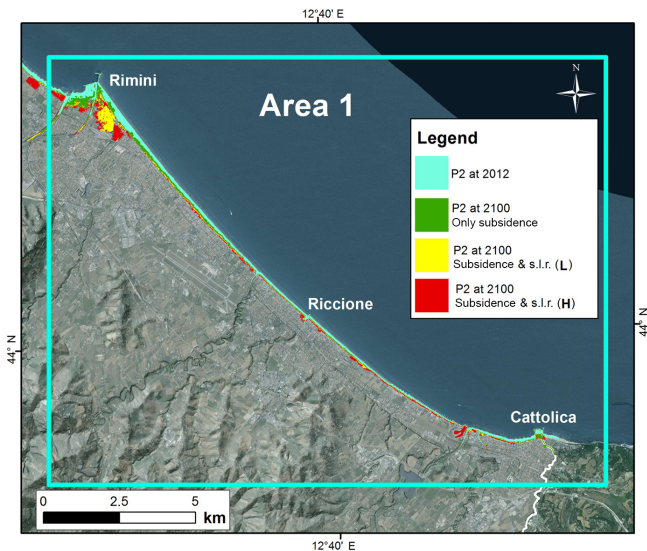 12°40' E
Rimini
N
Area 1
Legend
P2 at 2012
P2 at 2100
Only subsidence
P2 at 2100
Subsidence & s.l.r. (L)
P2 at 2100
Subsidence & s.l.r. (H)
Riccione
44° N
44° N
Cattolica
0 2.5 5
km
12°40' E